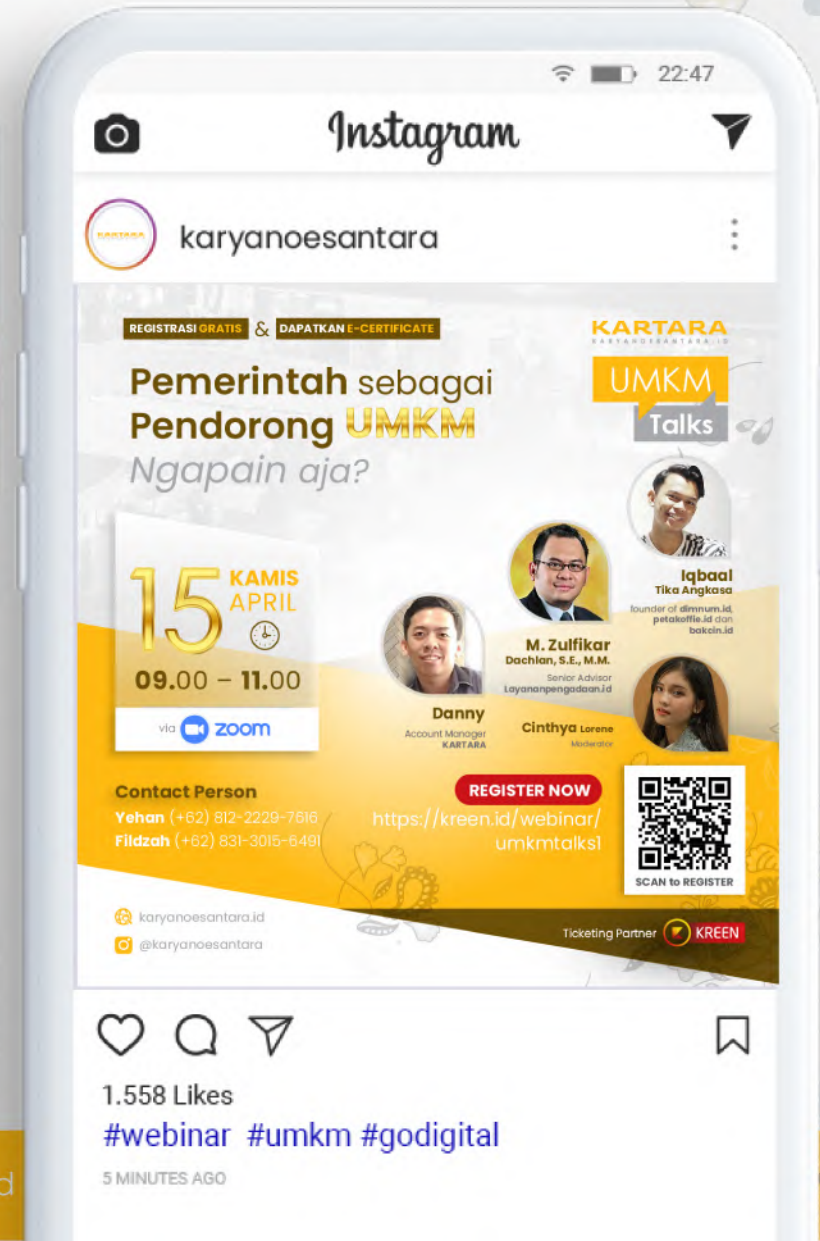 22:47
Instagram
KARTARA
karyanoesantara
REGISTRASI GRATIS & DAPATKAN E-CERTIFICATE
KARTARA
KARYANOESANTARA.ID
UMKM
Talks
Pemerintah sebagai
Pendorong UMKM
Ngapain aja?
15 KAMIS
APRIL
09.00 – 11.00
via zoom
Iqbaal
Tika Angkasa
founder of dimnum.id,
petakoffie.id dan
bakcin.id
M. Zulfikar
Dachlan, S.E., M.M.
Senior Advisor
Layananpengadaan.id
Danny
Account Manager
KARTARA
Cinthya Lorene
Moderator
Contact Person
Yehan (+62) 812-2229-7616
Fildzah (+62) 831-3015-6491
REGISTER NOW
https://kreen.id/webinar/
umkmtalks1
SCAN to REGISTER
karyanoesantara.id
@karyanoesantara
Ticketing Partner KREEN
1.558 Likes
#webinar #umkm #godigital
5 MINUTES AGO
d